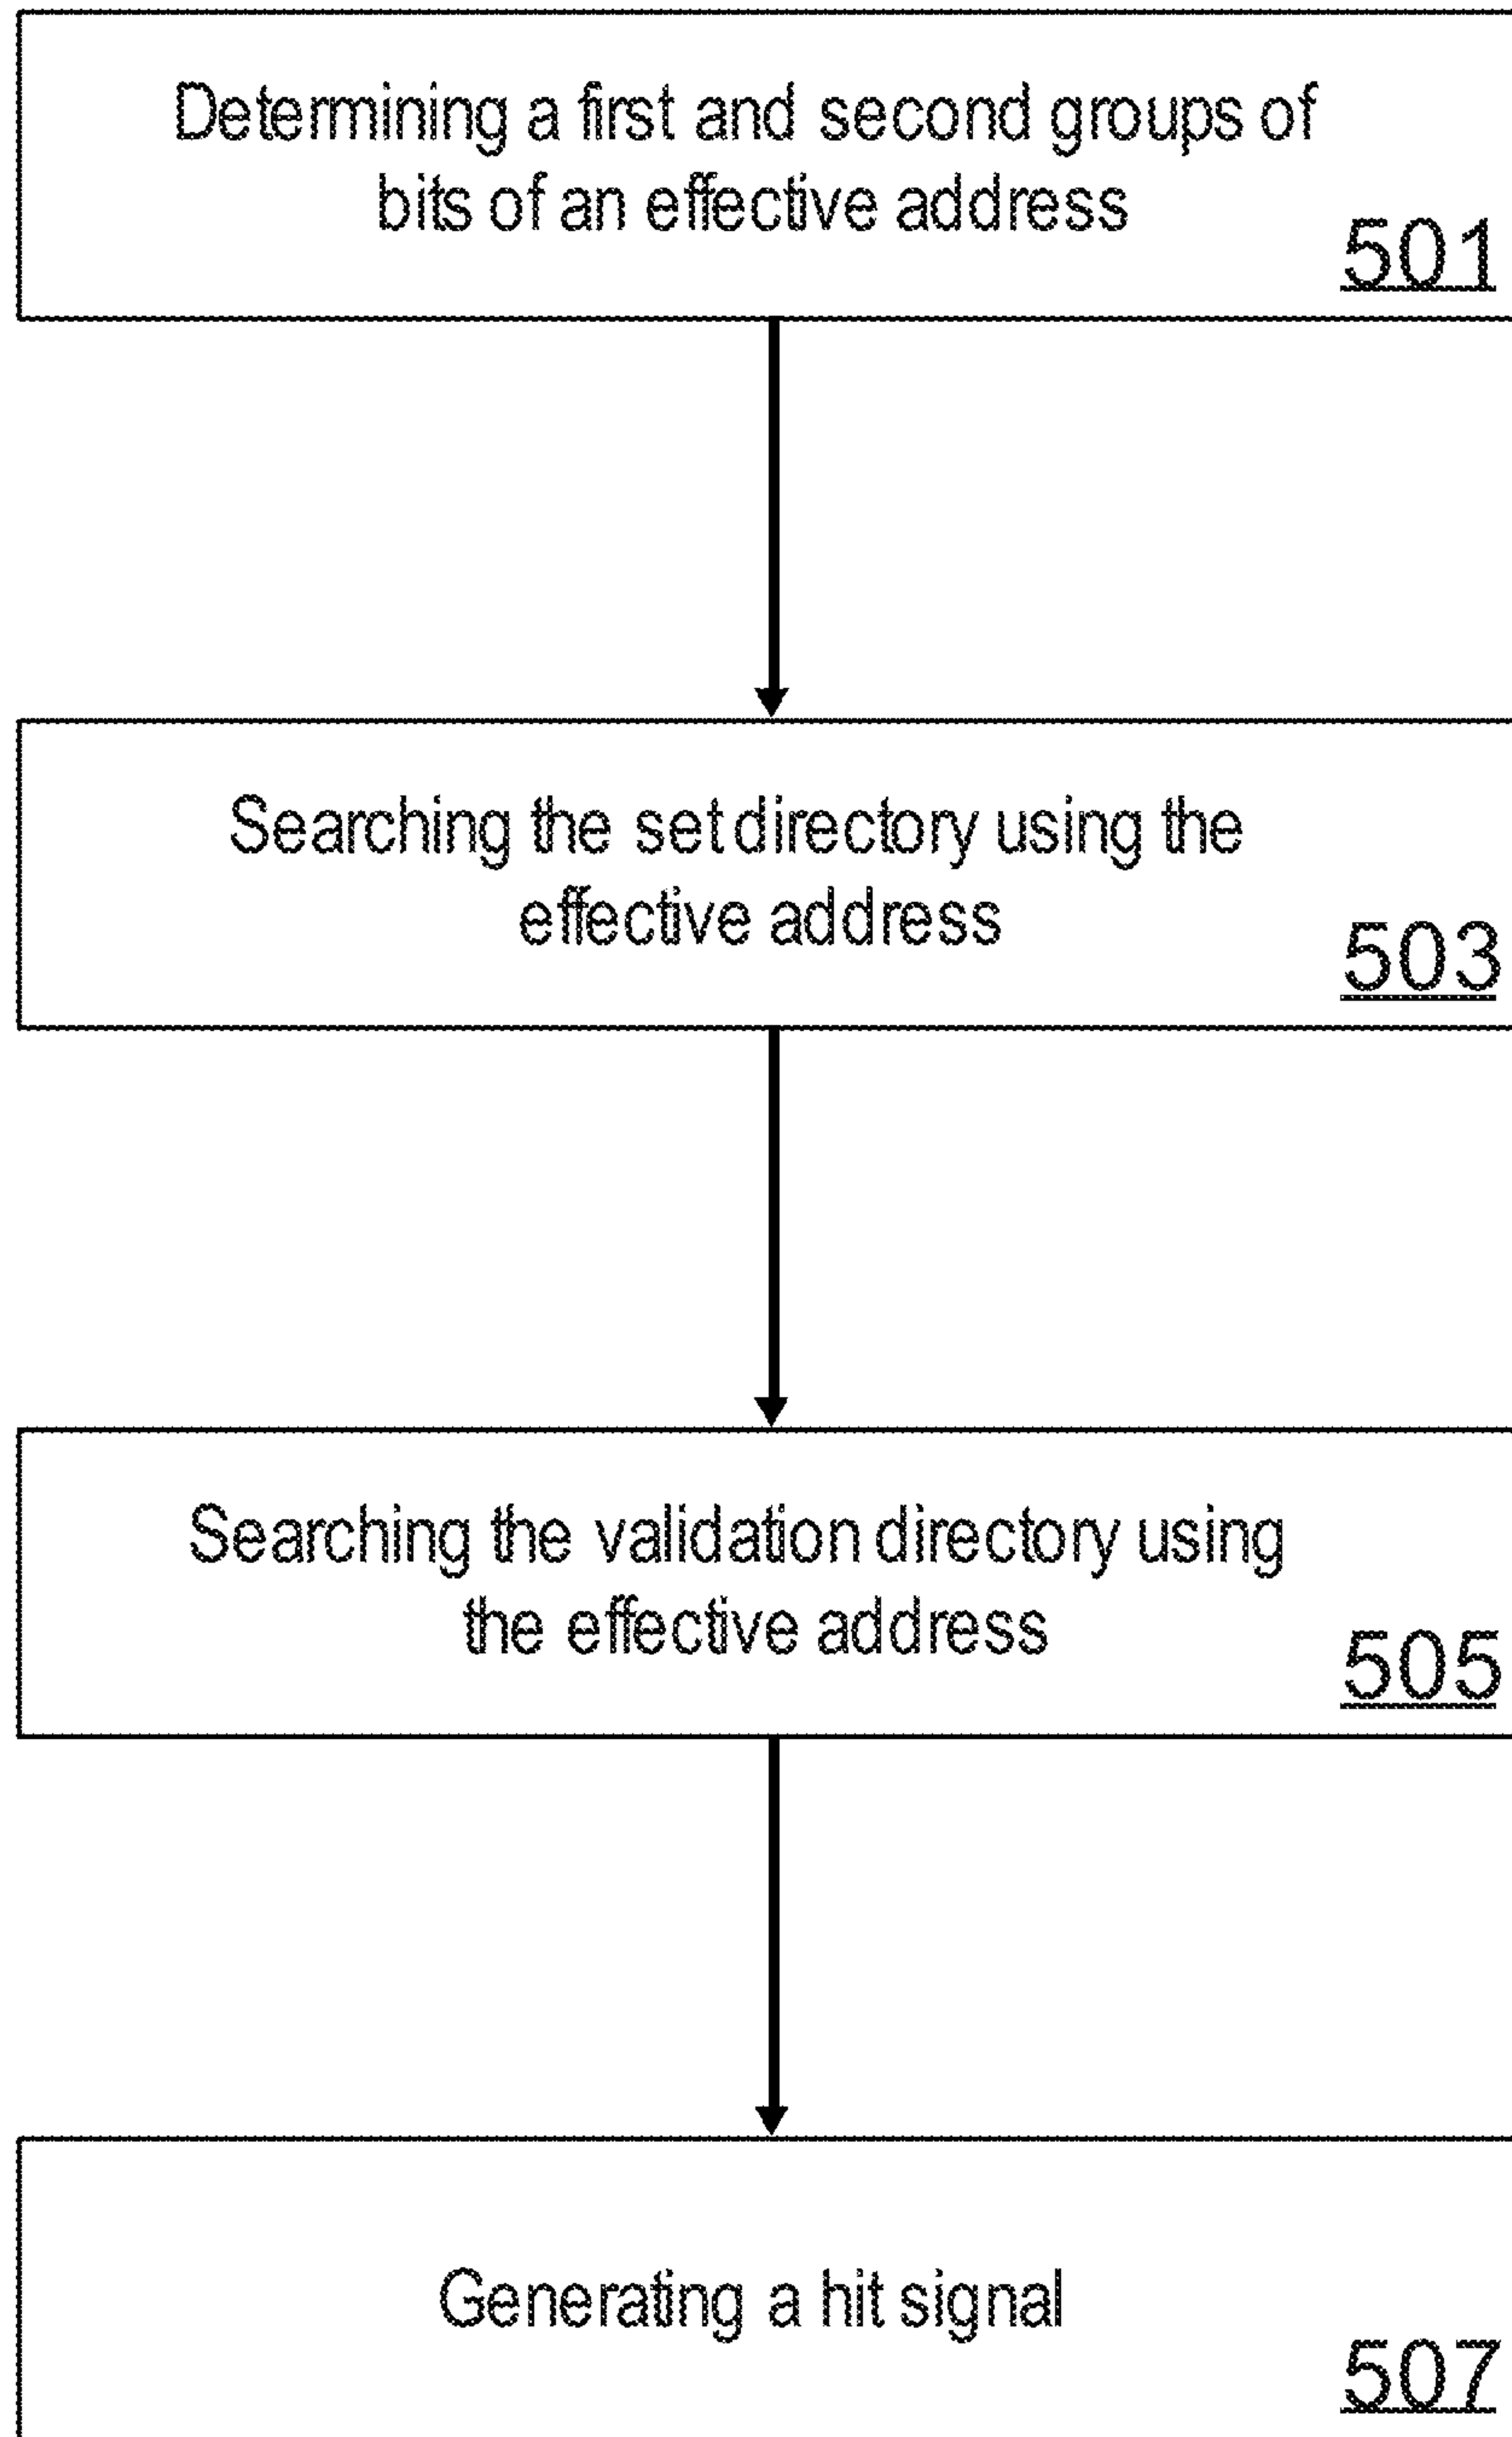 Determining a first and second groups of
bits of an effective address
501
Searching the set directory using the
effective address
503
Searching the validation directory using
the effective address
505
Generating a hit signal
507